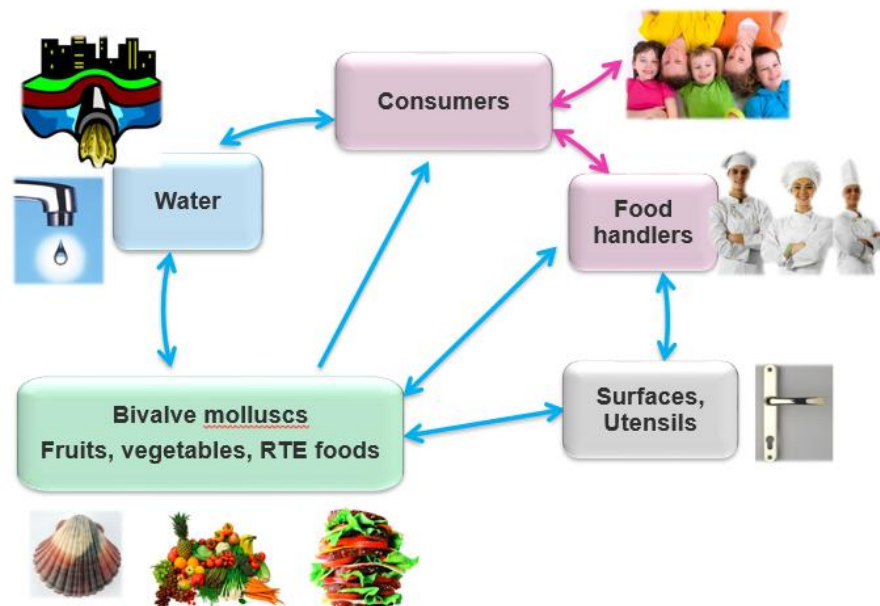 Consumers
Water
Food
handlers
Bivalve molluscs
Fruits, vegetables, RTE foods
Surfaces,
Utensils